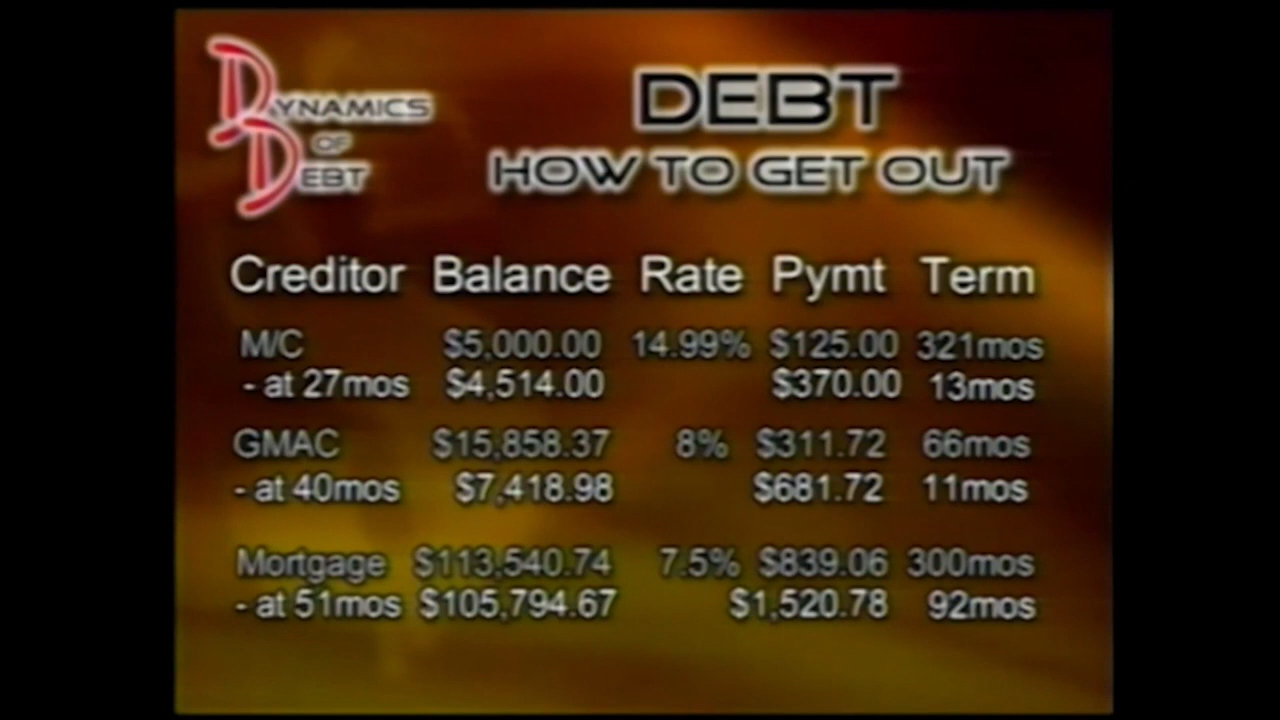 DYNAMICS
OF
DEBT
DEBT
HOW TO GET OUT
Creditor Balance Rate Pymt Term
M/C $5,000.00 14.99% $125.00 321mos
- at 27mos $4,514.00 $370.00 13mos
GMAC $15,858.37 8% $311.72 66mos
- at 40mos $7,418.98 $681.72 11mos
Mortgage $113,540.74 7.5% $839.06 300mos
- at 51mos $105,794.67 $1,520.78 92mos